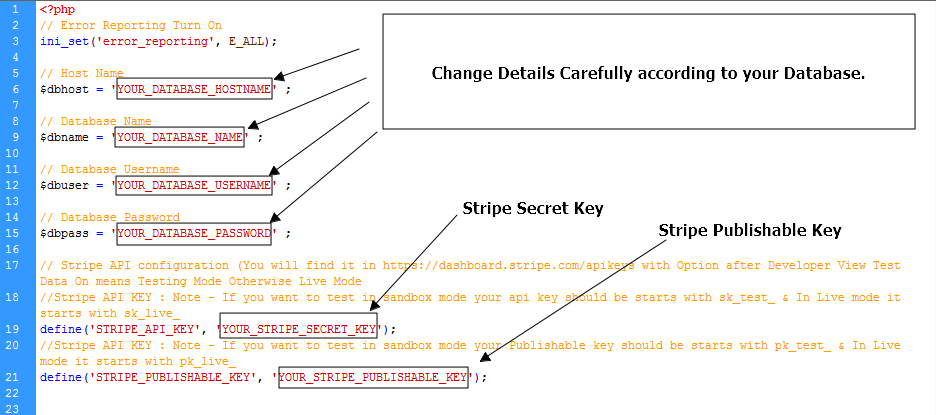 1 <?php
2 // Error Reporting Turn On
3 ini_set('error_reporting', E_ALL);
4
5 // Host Name
6 $dbhost = 'YOUR_DATABASE_HOSTNAME' ;
7
8 // Database Name
9 $dbname = 'YOUR_DATABASE_NAME' ;
10
11 // Database Username
12 $dbuser = 'YOUR_DATABASE_USERNAME' ;
13
14 // Database Password
15 $dbpass = 'YOUR_DATABASE_PASSWORD' ;
16
Change Details Carefully according to your Database.
Stripe Secret Key
Stripe Publishable Key
17 // Stripe API configuration (You will find it in https://dashboard.stripe.com/apikeys with Option after Developer View Test
Data On means Testing Mode Otherwise Live Mode
18 //Stripe API KEY : Note - If you want to test in sandbox mode your api key should be starts with sk_test_ & In Live mode it
starts with sk_live_
19 define('STRIPE_API_KEY', 'YOUR_STRIPE_SECRET_KEY');
20 //Stripe API KEY : Note - If you want to test in sandbox mode your Publishable key should be starts with pk_test_ & In Live
mode it starts with pk_live_
21 define('STRIPE_PUBLISHABLE_KEY', 'YOUR_STRIPE_PUBLISHABLE_KEY');
22
23